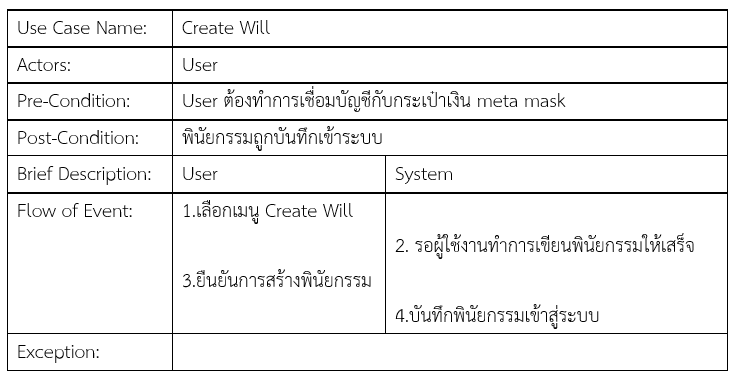 Use Case Name: Create Will
Actors: User
Pre-Condition: User ต้องทำการเชื่อมบัญชีกับกระเป๋าเงิน meta mask
Post-Condition: พินัยกรรมถูกบันทึกเข้าระบบ
Brief Description: User System
Flow of Event: 1.เลือกเมนู Create Will
2. รอผู้ใช้งานทำการเขียนพินัยกรรมให้เสร็จ
3.ยืนยันการสร้างพินัยกรรม
4.บันทึกพินัยกรรมเข้าสู่ระบบ
Exception: